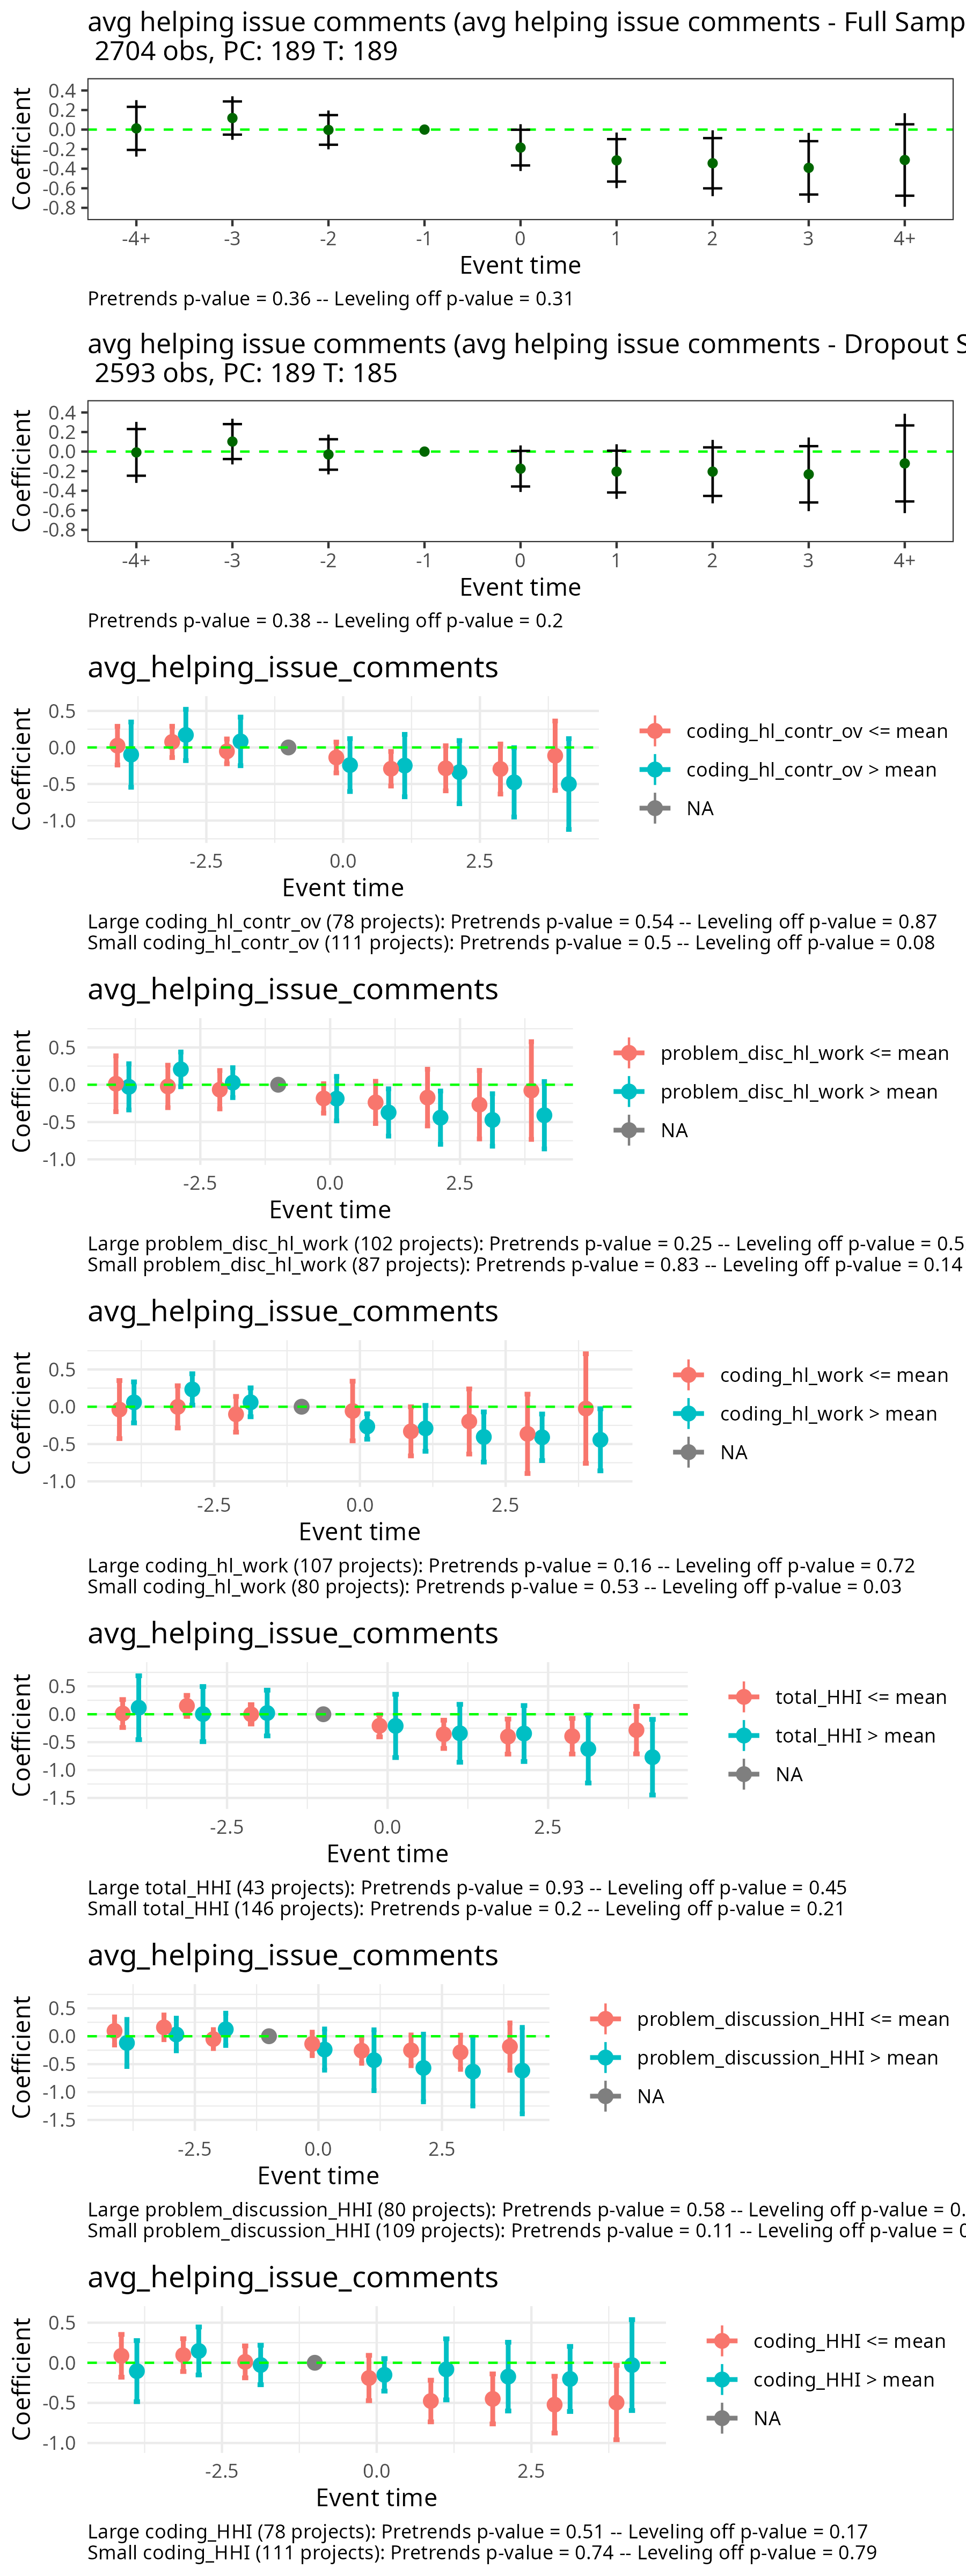 avg helping issue comments (avg helping issue comments - Full Samp
2704 obs, PC: 189 T: 189
Coefficient
0.4
0.2
0.0
-0.2
-0.4
-0.6
-0.8
-4+ -3 -2 -1 0 1 2 3 4+
Event time
Pretrends p-value = 0.36 -- Leveling off p-value = 0.31
avg helping issue comments (avg helping issue comments - Dropout S
2593 obs, PC: 189 T: 185
Coefficient
0.4
0.2
0.0
-0.2
-0.4
-0.6
-0.8
-4+ -3 -2 -1 0 1 2 3 4+
Event time
Pretrends p-value = 0.38 -- Leveling off p-value = 0.2
avg_helping_issue_comments
Coefficient
0.5
0.0
-0.5
-1.0
-2.5 0.0 2.5
Event time
coding_hl_contr_ov <= mean
coding_hl_contr_ov > mean
NA
Large coding_hl_contr_ov (78 projects): Pretrends p-value = 0.54 -- Leveling off p-value = 0.87
Small coding_hl_contr_ov (111 projects): Pretrends p-value = 0.5 -- Leveling off p-value = 0.08
avg_helping_issue_comments
Coefficient
0.5
0.0
-0.5
-1.0
-2.5 0.0 2.5
Event time
problem_disc_hl_work <= mean
problem_disc_hl_work > mean
NA
Large problem_disc_hl_work (102 projects): Pretrends p-value = 0.25 -- Leveling off p-value = 0.5
Small problem_disc_hl_work (87 projects): Pretrends p-value = 0.83 -- Leveling off p-value = 0.14
avg_helping_issue_comments
Coefficient
0.5
0.0
-0.5
-1.0
-2.5 0.0 2.5
Event time
coding_hl_work <= mean
coding_hl_work > mean
NA
Large coding_hl_work (107 projects): Pretrends p-value = 0.16 -- Leveling off p-value = 0.72
Small coding_hl_work (80 projects): Pretrends p-value = 0.53 -- Leveling off p-value = 0.03
avg_helping_issue_comments
Coefficient
0.5
0.0
-0.5
-1.0
-1.5
-2.5 0.0 2.5
Event time
total_HHI <= mean
total_HHI > mean
NA
Large total_HHI (43 projects): Pretrends p-value = 0.93 -- Leveling off p-value = 0.45
Small total_HHI (146 projects): Pretrends p-value = 0.2 -- Leveling off p-value = 0.21
avg_helping_issue_comments
Coefficient
0.5
0.0
-0.5
-1.0
-1.5
-2.5 0.0 2.5
Event time
problem_discussion_HHI <= mean
problem_discussion_HHI > mean
NA
Large problem_discussion_HHI (80 projects): Pretrends p-value = 0.58 -- Leveling off p-value = 0.
Small problem_discussion_HHI (109 projects): Pretrends p-value = 0.11 -- Leveling off p-value = 0
avg_helping_issue_comments
Coefficient
0.5
0.0
-0.5
-1.0
-2.5 0.0 2.5
Event time
coding_HHI <= mean
coding_HHI > mean
NA
Large coding_HHI (78 projects): Pretrends p-value = 0.51 -- Leveling off p-value = 0.17
Small coding_HHI (111 projects): Pretrends p-value = 0.74 -- Leveling off p-value = 0.79